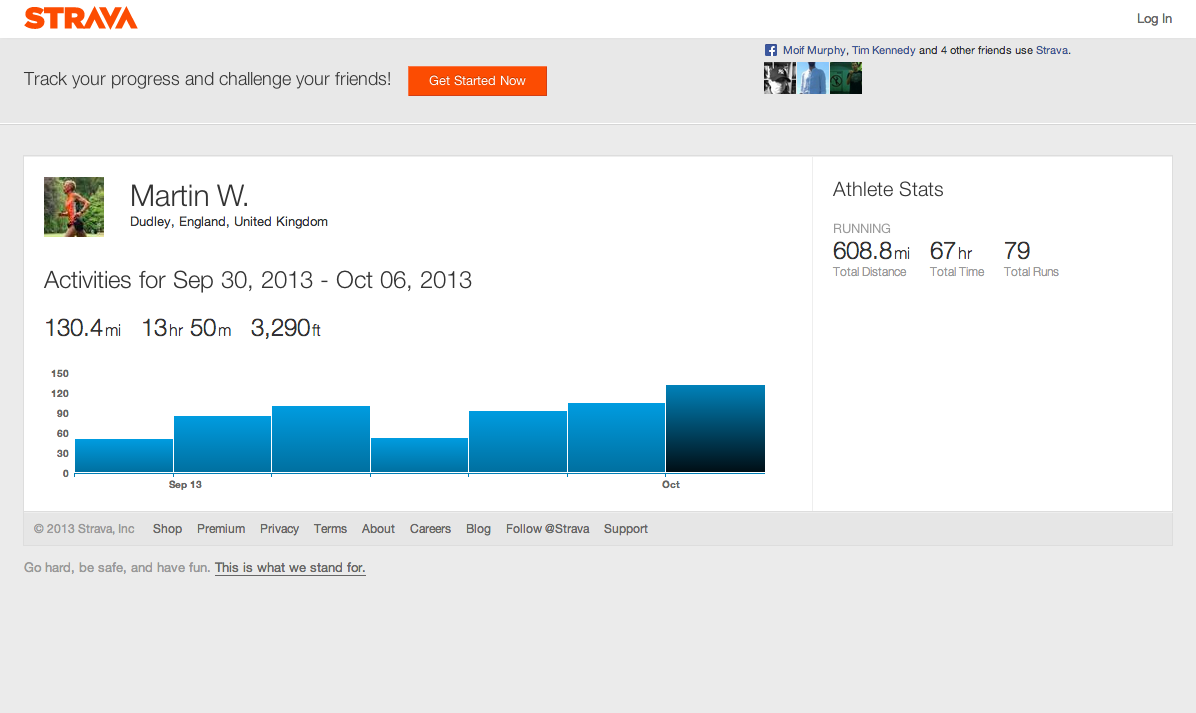 STRAVA
Log In
Track your progress and challenge your friends!
Get Started Now
Moif Murphy, Tim Kennedy and 4 other friends use Strava.
Martin W.
Dudley, England, United Kingdom
Activities for Sep 30, 2013 - Oct 06, 2013
130.4mi 13hr 50m 3,290ft
150
120
90
60
30
0
Sep 13 Oct
Athlete Stats
RUNNING
608.8mi 67hr 79
Total Distance Total Time Total Runs
© 2013 Strava, Inc Shop Premium Privacy Terms About Careers Blog Follow @Strava Support
Go hard, be safe, and have fun. This is what we stand for.